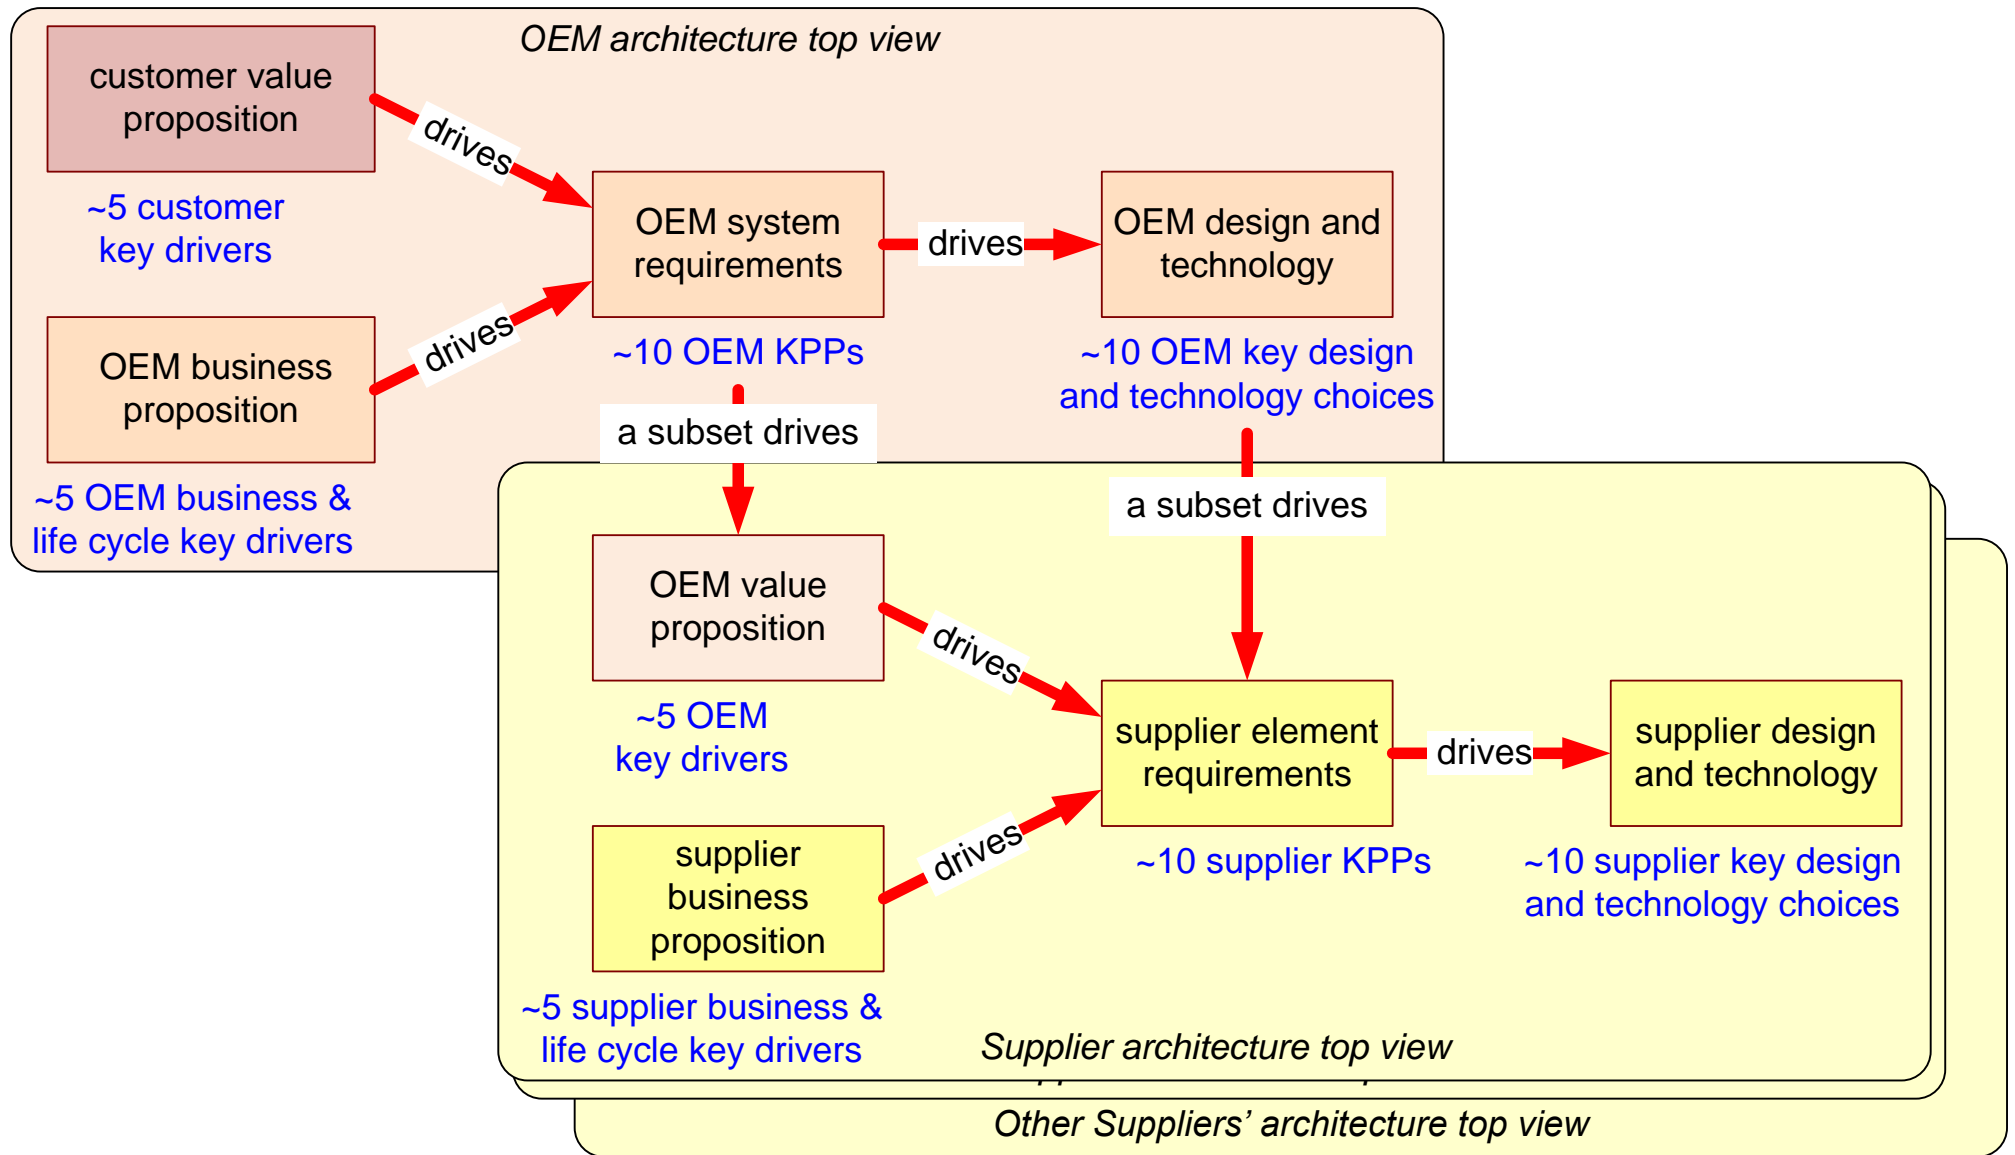 OEM architecture top view
customer value
proposition
drives
~5 customer
key drivers
OEM system
requirements
drives
OEM design and
technology
OEM business
proposition
drives
~10 OEM KPPs
~10 OEM key design
and technology choices
~5 OEM business &
life cycle key drivers
a subset drives
a subset drives
OEM value
proposition
drives
~5 OEM
key drivers
supplier element
requirements
drives
supplier design
and technology
supplier
business
proposition
drives
~10 supplier KPPs
~10 supplier key design
and technology choices
~5 supplier business &
life cycle key drivers
Supplier architecture top view
Other Suppliers’ architecture top view